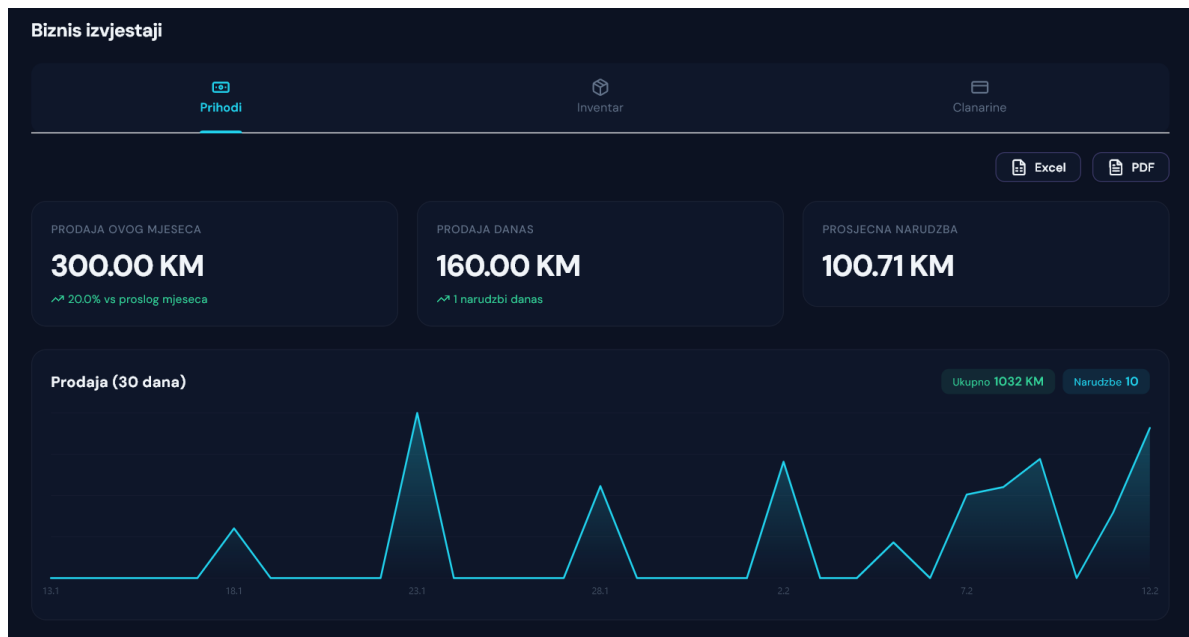 Biznis izvjestaji
Prihodi
Inventar
Clanarine
Excel
PDF
PRODAJA OVOG MJESECA
300.00 KM
20.0% vs proslog mjeseca
PRODAJA DANAS
160.00 KM
1 narudzbi danas
PROSJECNA NARUDZBA
100.71 KM
Prodaja (30 dana)
Ukupno 1032 KM
Narudzbe 10
13.1 18.1 23.1 28.1 2.2 7.2 12.2